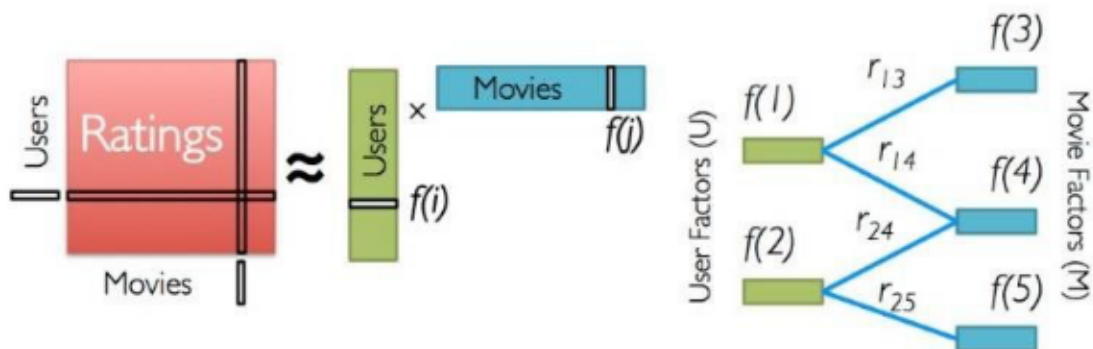 Users
Ratings
Movies
≈
Users
f(i)
×
Movies
f(j)
User Factors (U)
f(1)
f(2)
r13
r14
r24
r25
f(3)
f(4)
f(5)
Movie Factors (M)